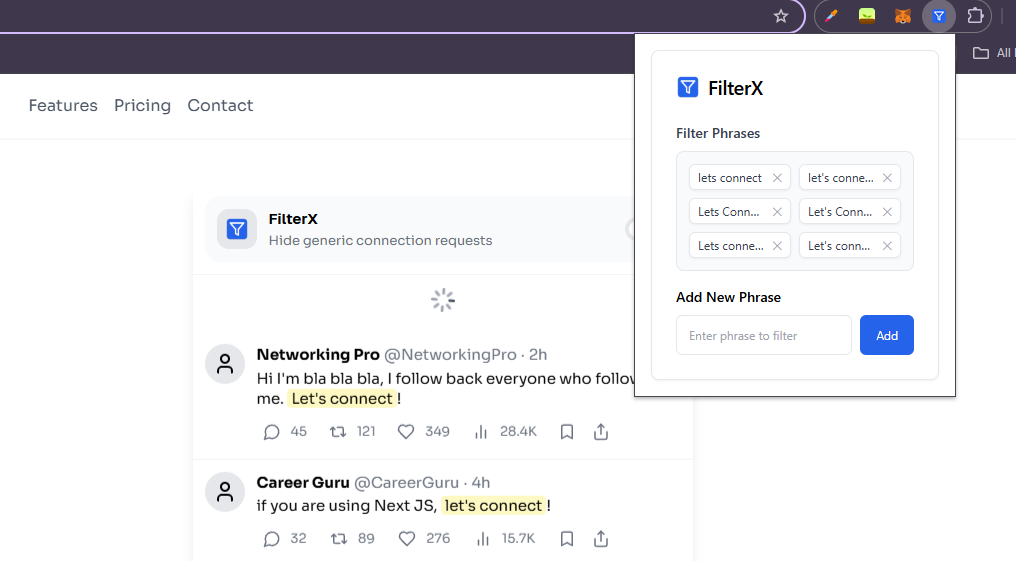 All
Features Pricing Contact
FilterX
Hide generic connection requests
Networking Pro @NetworkingPro · 2h
Hi I'm bla bla bla, I follow back everyone who follow
me. Let's connect !
45 121 349 28.4K
Career Guru @CareerGuru · 4h
if you are using Next JS, let's connect !
32 89 276 15.7K
FilterX
Filter Phrases
lets connect let's conne...
Lets Conn... Let's Conn...
Lets conne... Let's conn...
Add New Phrase
Enter phrase to filter Add